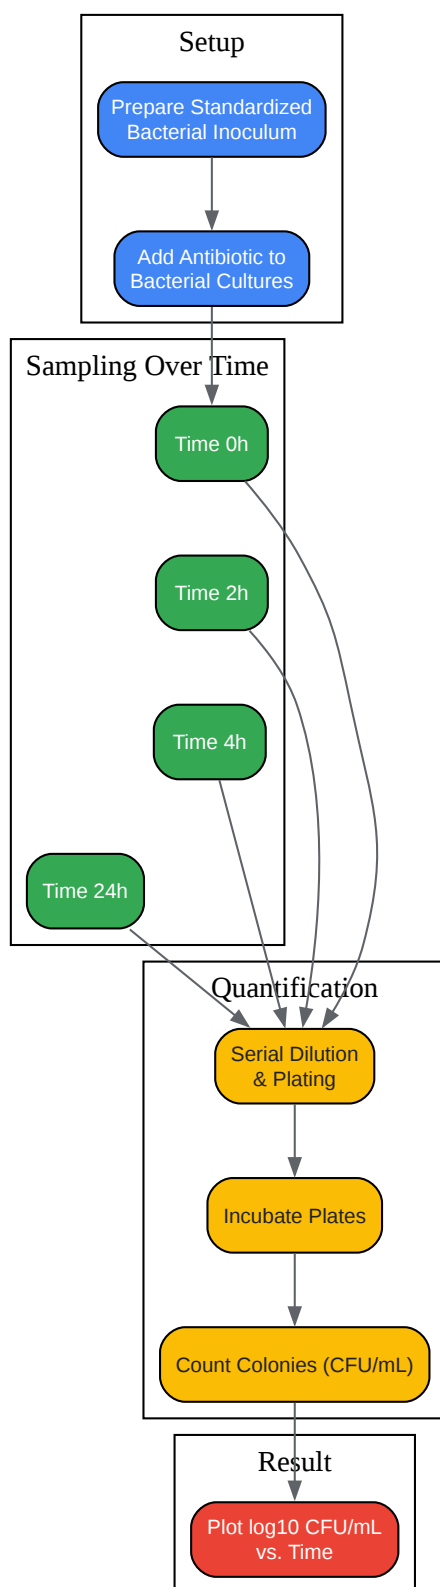 Setup
Prepare Standardized
Bacterial Inoculum
Add Antibiotic to
Bacterial Cultures
Sampling Over Time
Time 0h
Time 2h
Time 4h
Time 24h
Quantification
Serial Dilution
& Plating
Incubate Plates
Count Colonies (CFU/mL)
Result
Plot log10 CFU/mL
vs. Time